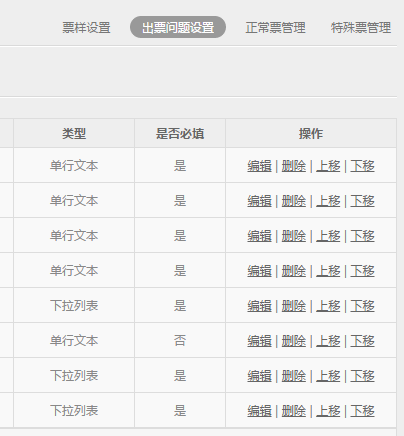 票样设置 出票问题设置 正常票管理 特殊票管理
类型 是否必填 操作
单行文本 是 编辑 | 删除 | 上移 | 下移
单行文本 是 编辑 | 删除 | 上移 | 下移
单行文本 是 编辑 | 删除 | 上移 | 下移
单行文本 是 编辑 | 删除 | 上移 | 下移
下拉列表 是 编辑 | 删除 | 上移 | 下移
单行文本 否 编辑 | 删除 | 上移 | 下移
下拉列表 是 编辑 | 删除 | 上移 | 下移
下拉列表 是 编辑 | 删除 | 上移 | 下移